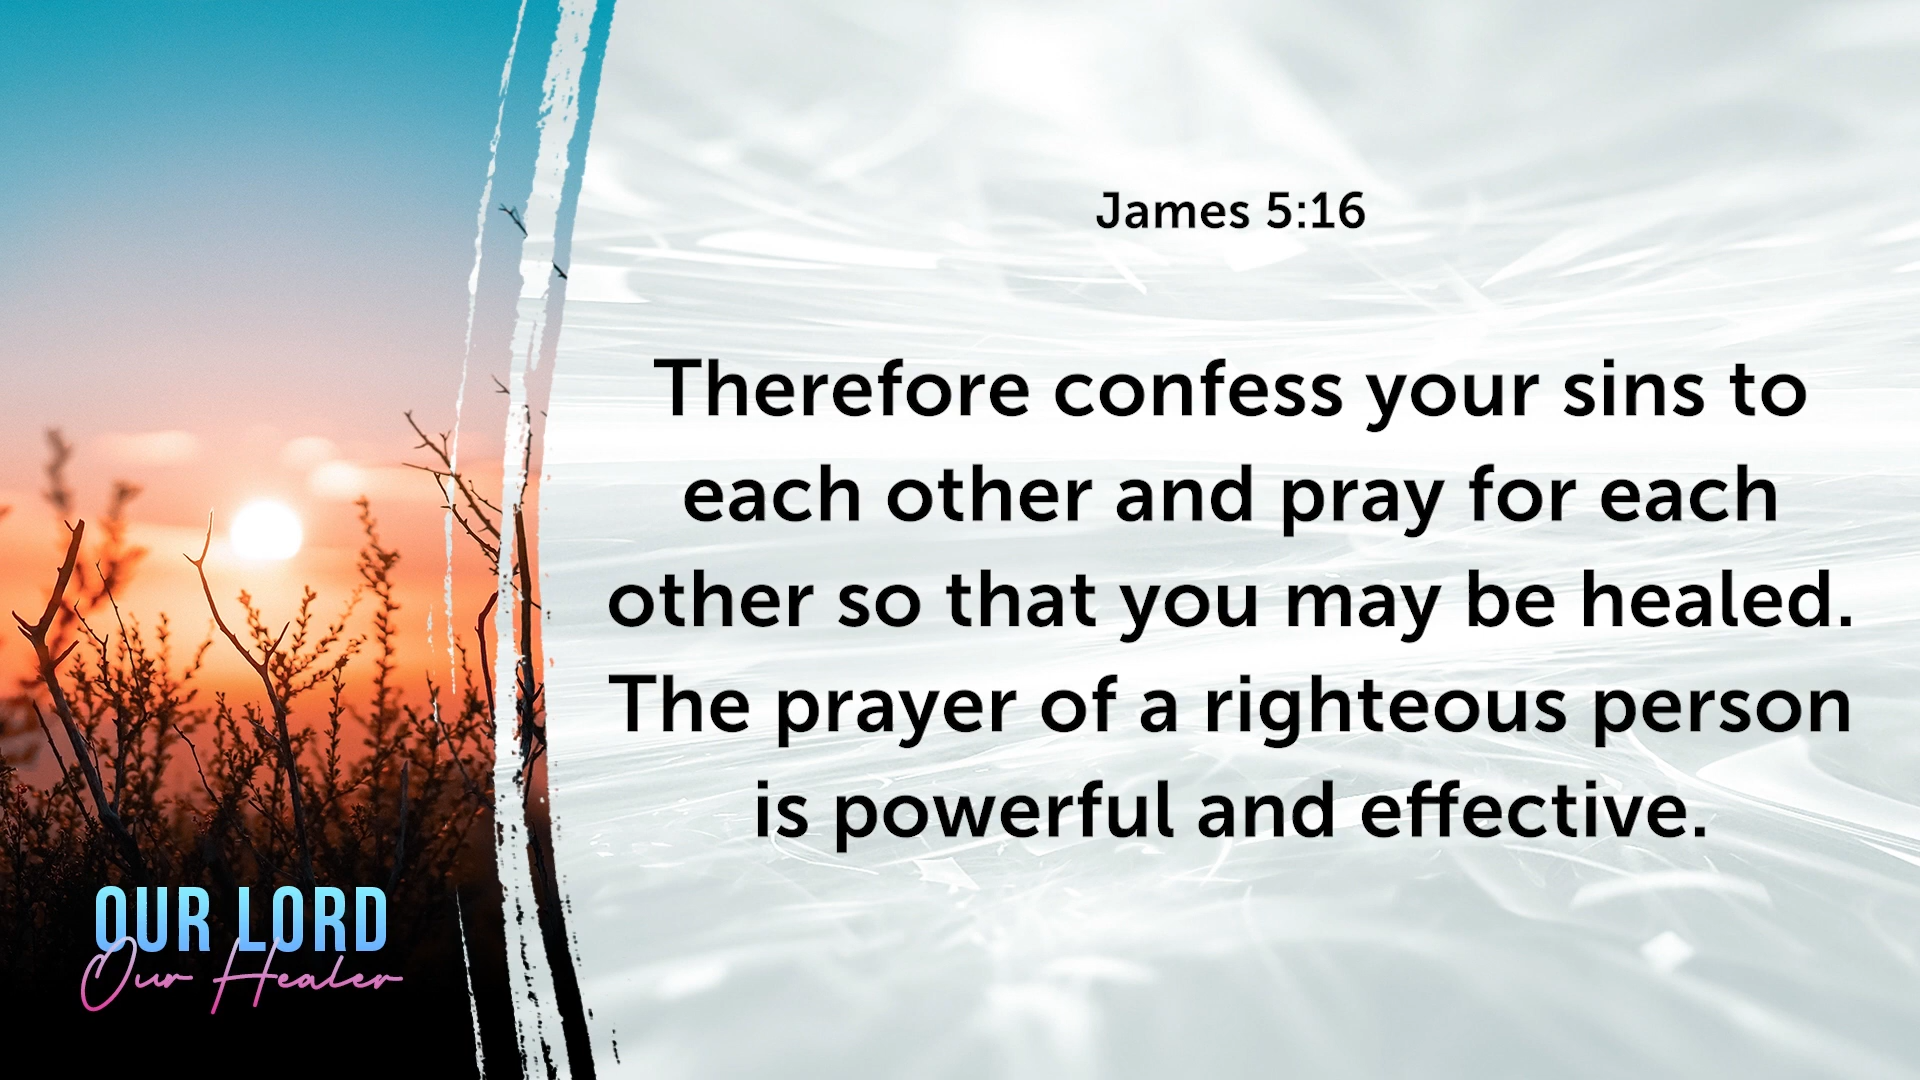 James 5:16
Therefore confess your sins to
each other and pray for each
other so that you may be healed.
The prayer of a righteous person
is powerful and effective.
OUR LORD
Our Healer